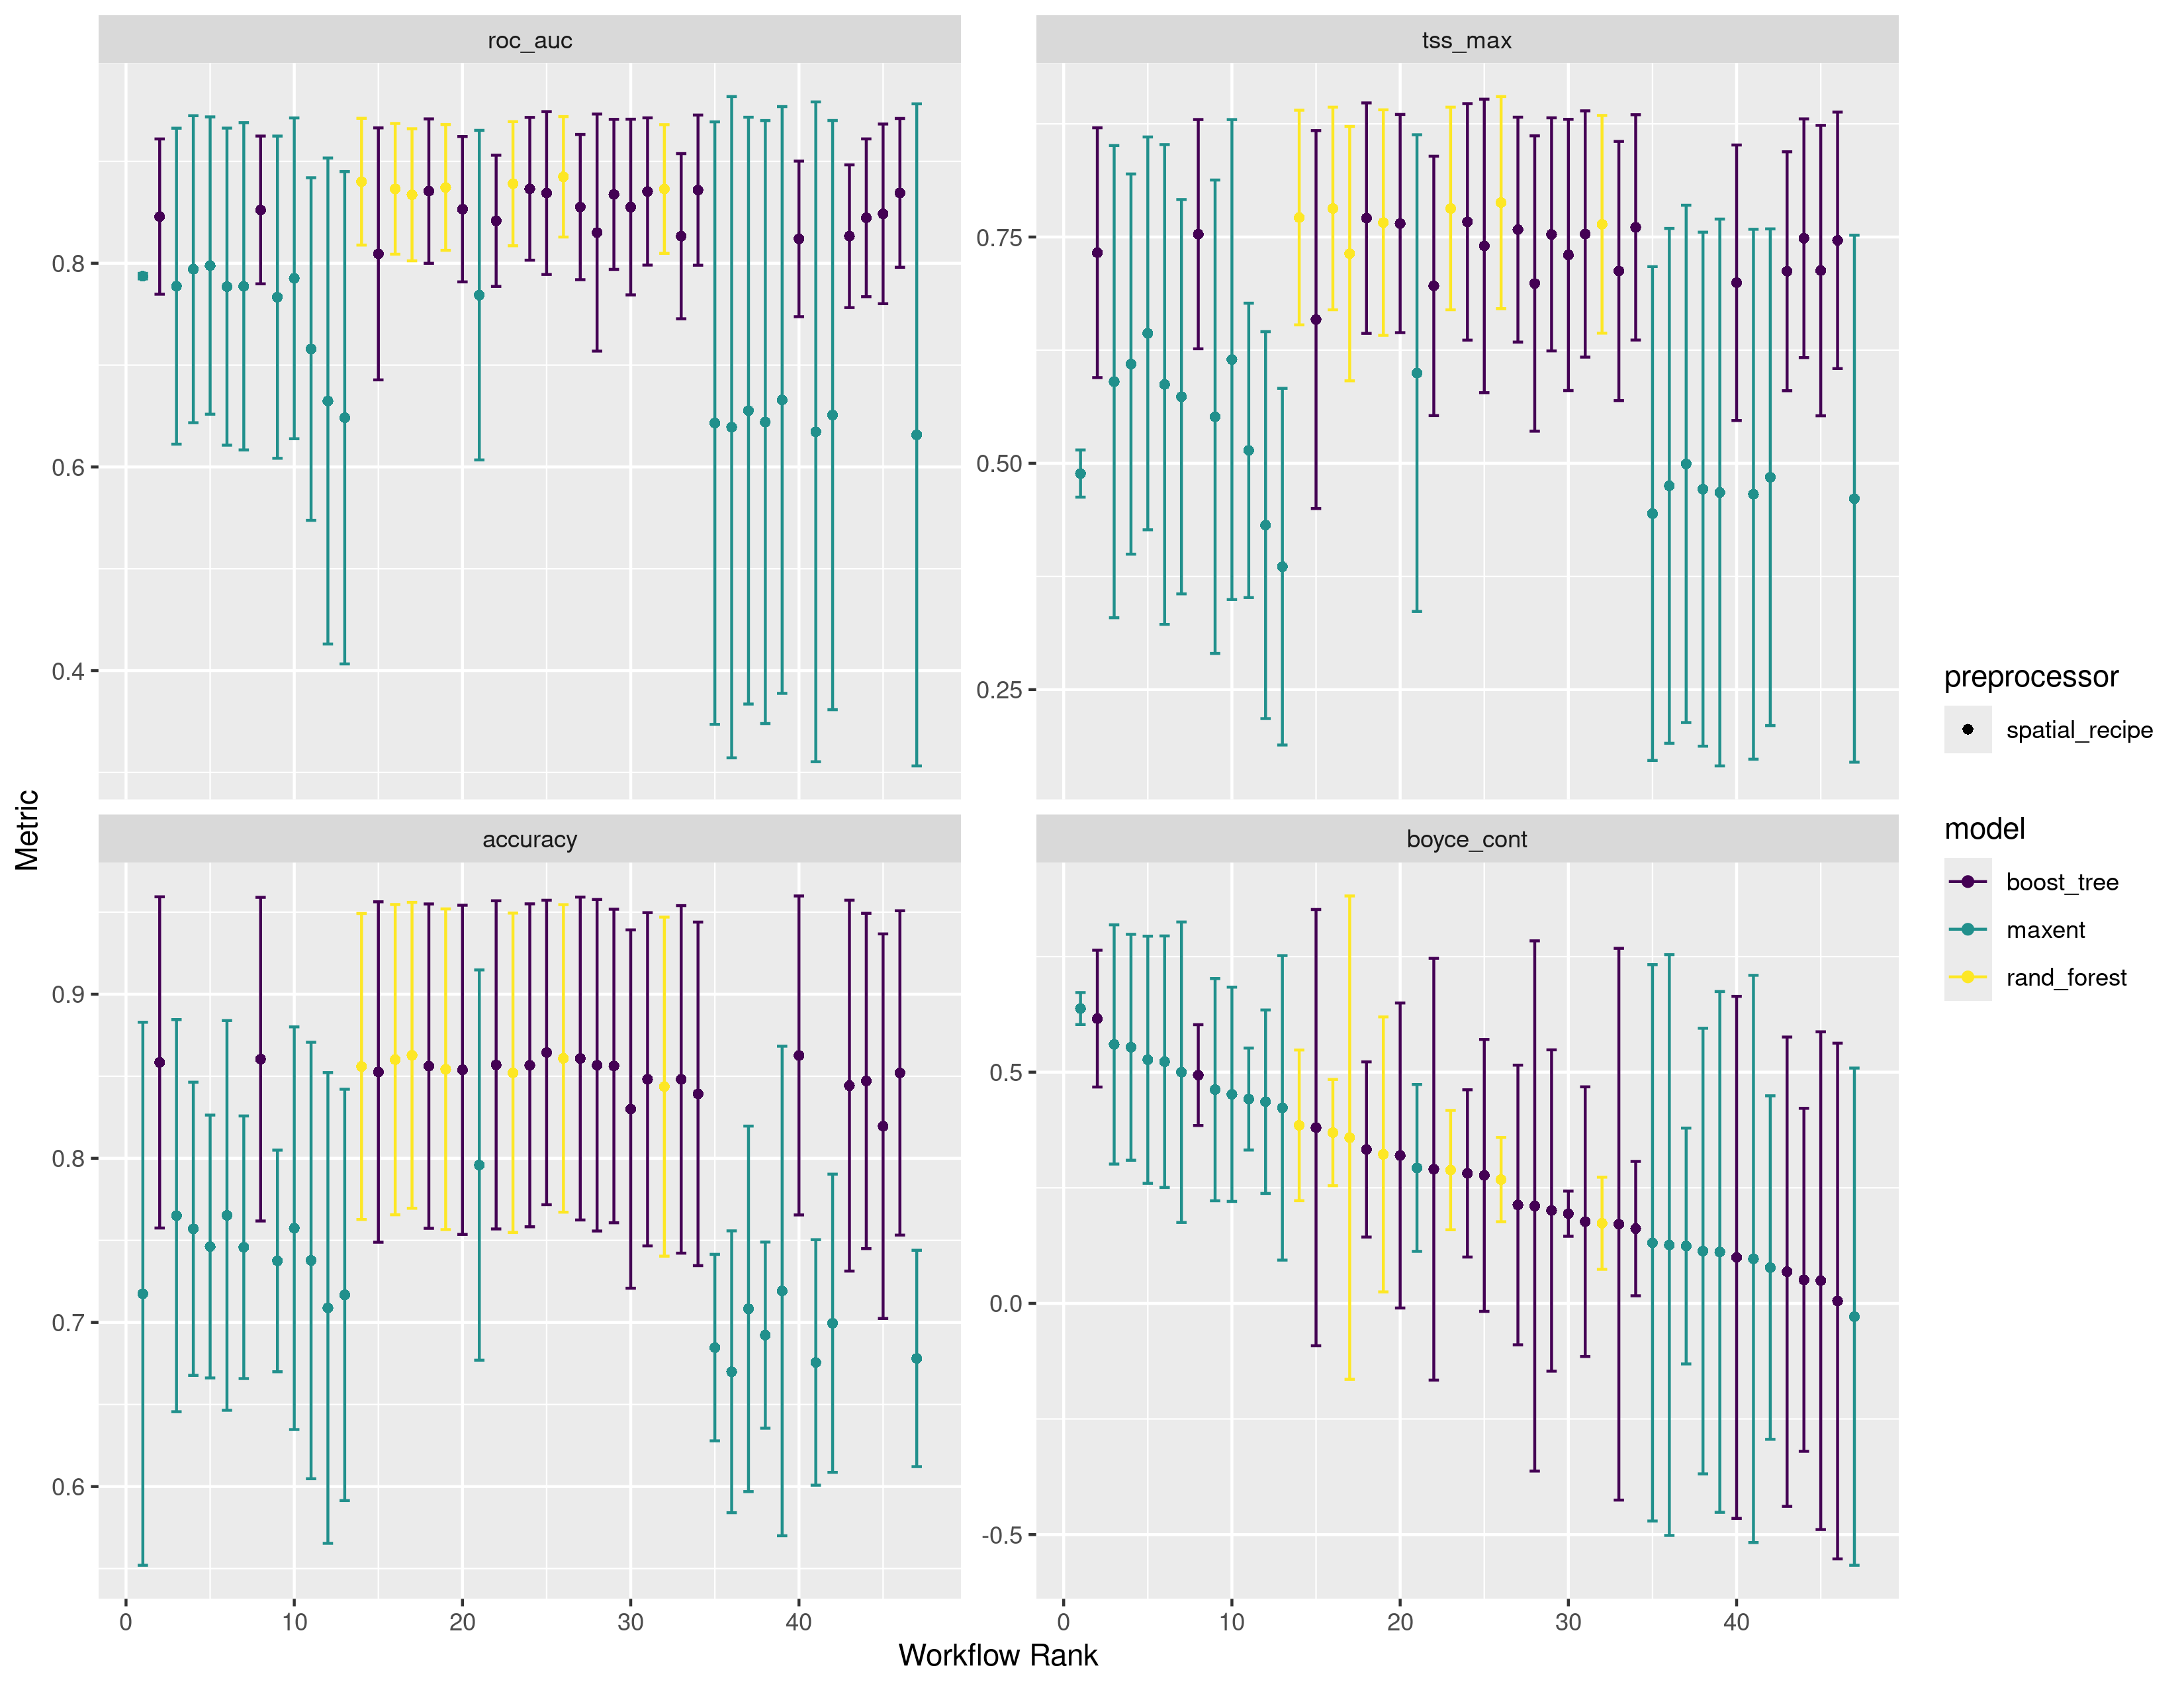 roc_auc
tss_max
0.8
0.6
0.4
0.75
0.50
0.25
Metric
accuracy
boyce_cont
0.9
0.8
0.7
0.6
0.5
0.0
-0.5
0 10 20 30 40
0 10 20 30 40
Workflow Rank
preprocessor
spatial_recipe
model
boost_tree
maxent
rand_forest